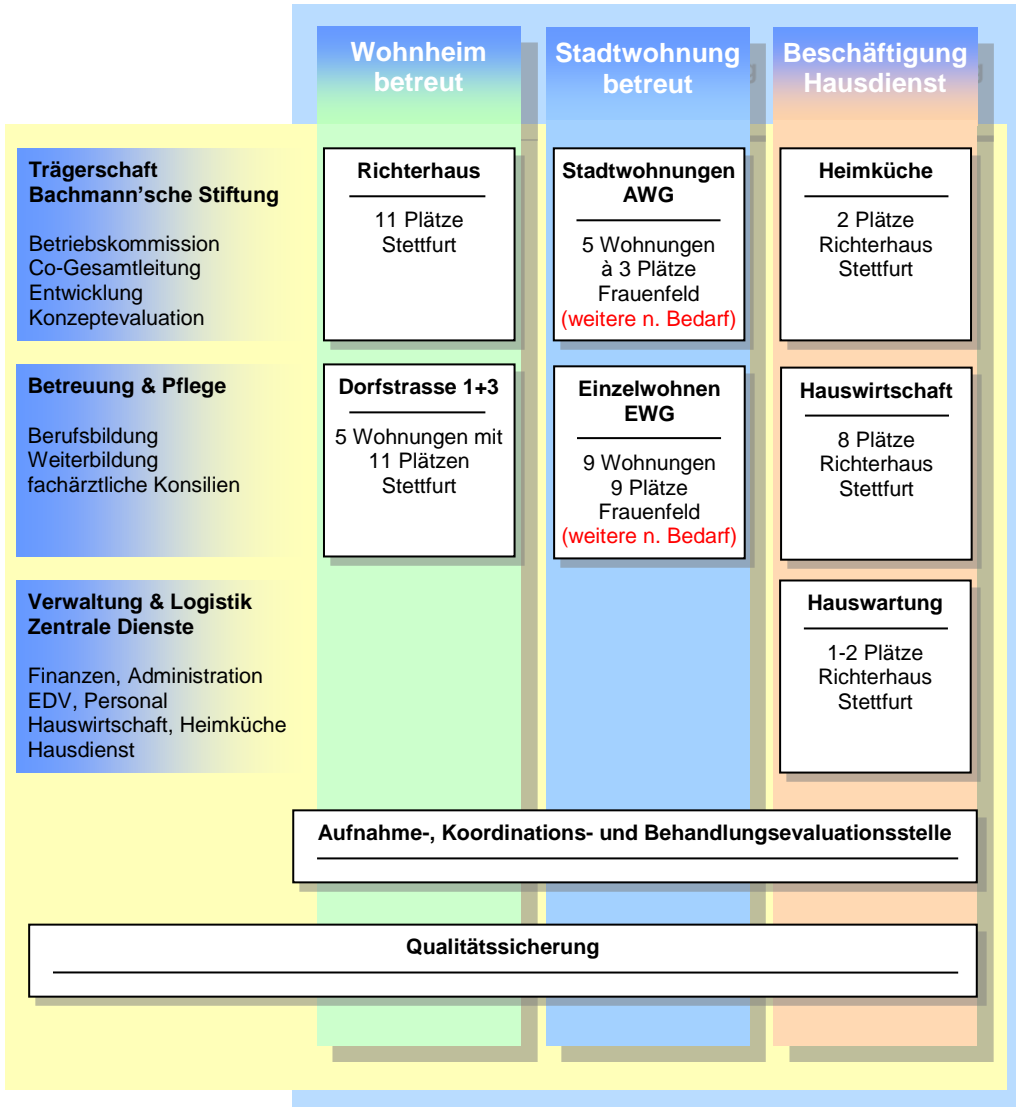 Wohnheim
betreut
Stadtwohnung
betreut
Beschäftigung
Hausdienst
Trägerschaft
Bachmann’sche Stiftung
Betriebskommission
Co-Gesamtleitung
Entwicklung
Konzeptevaluation
Richterhaus
11 Plätze
Stettfurt
Stadtwohnungen
AWG
5 Wohnungen
à 3 Plätze
Frauenfeld
(weitere n. Bedarf)
Heimküche
2 Plätze
Richterhaus
Stettfurt
Betreuung & Pflege
Berufsbildung
Weiterbildung
fachärztliche Konsilien
Dorfstrasse 1+3
5 Wohnungen mit
11 Plätzen
Stettfurt
Einzelwohnen
EWG
9 Wohnungen
9 Plätze
Frauenfeld
(weitere n. Bedarf)
Hauswirtschaft
8 Plätze
Richterhaus
Stettfurt
Verwaltung & Logistik
Zentrale Dienste
Finanzen, Administration
EDV, Personal
Hauswirtschaft, Heimküche
Hausdienst
Hauswartung
1-2 Plätze
Richterhaus
Stettfurt
Aufnahme-, Koordinations- und Behandlungsevaluationsstelle
Qualitätssicherung